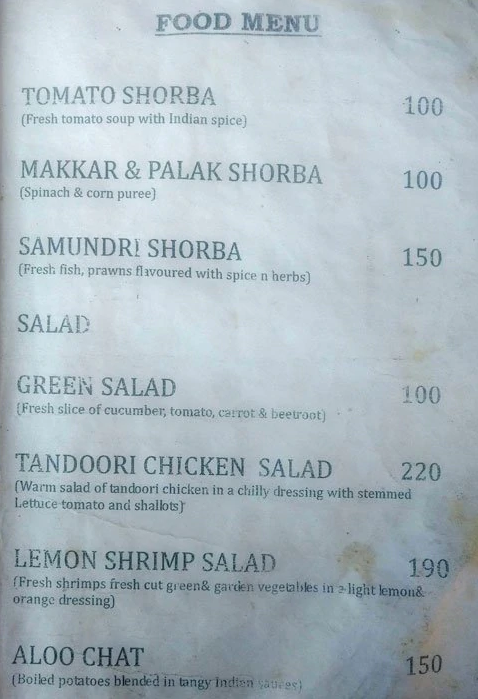 FOOD MENU
TOMATO SHORBA 100
(Fresh tomato soup with Indian spice)
MAKKAR & PALAK SHORBA 100
(Spinach & corn puree)
SAMUNDRI SHORBA 150
(Fresh fish, prawns flavoured with spice n herbs)
SALAD
GREEN SALAD 100
(Fresh slice of cucumber, tomato, carrot & beetroot)
TANDOORI CHICKEN SALAD 220
(Warm salad of tandoori chicken in a chilly dressing with stemmed
Lettuce tomato and shallots)
LEMON SHRIMP SALAD 190
(Fresh shrimps fresh cut green& garden vegetables in a light lemon&
orange dressing)
ALOO CHAT 150
(Boiled potatoes blended in tangy Indian sauces)